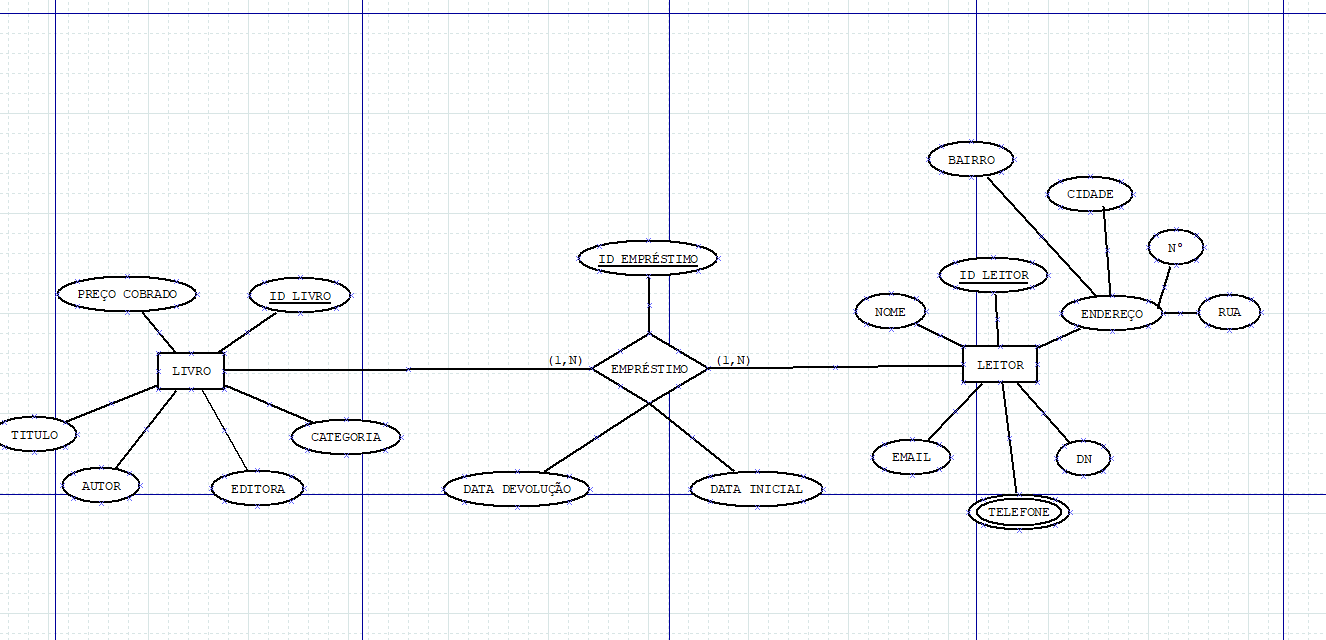 BAIRRO
CIDADE
Nº
ID EMPRÉSTIMO
ID LEITOR
PREÇO COBRADO
ID LIVRO
NOME
ENDEREÇO
RUA
LIVRO
(1,N)
EMPRÉSTIMO
(1,N)
LEITOR
TITULO
CATEGORIA
EMAIL
DN
AUTOR
EDITORA
DATA DEVOLUÇÃO
DATA INICIAL
TELEFONE